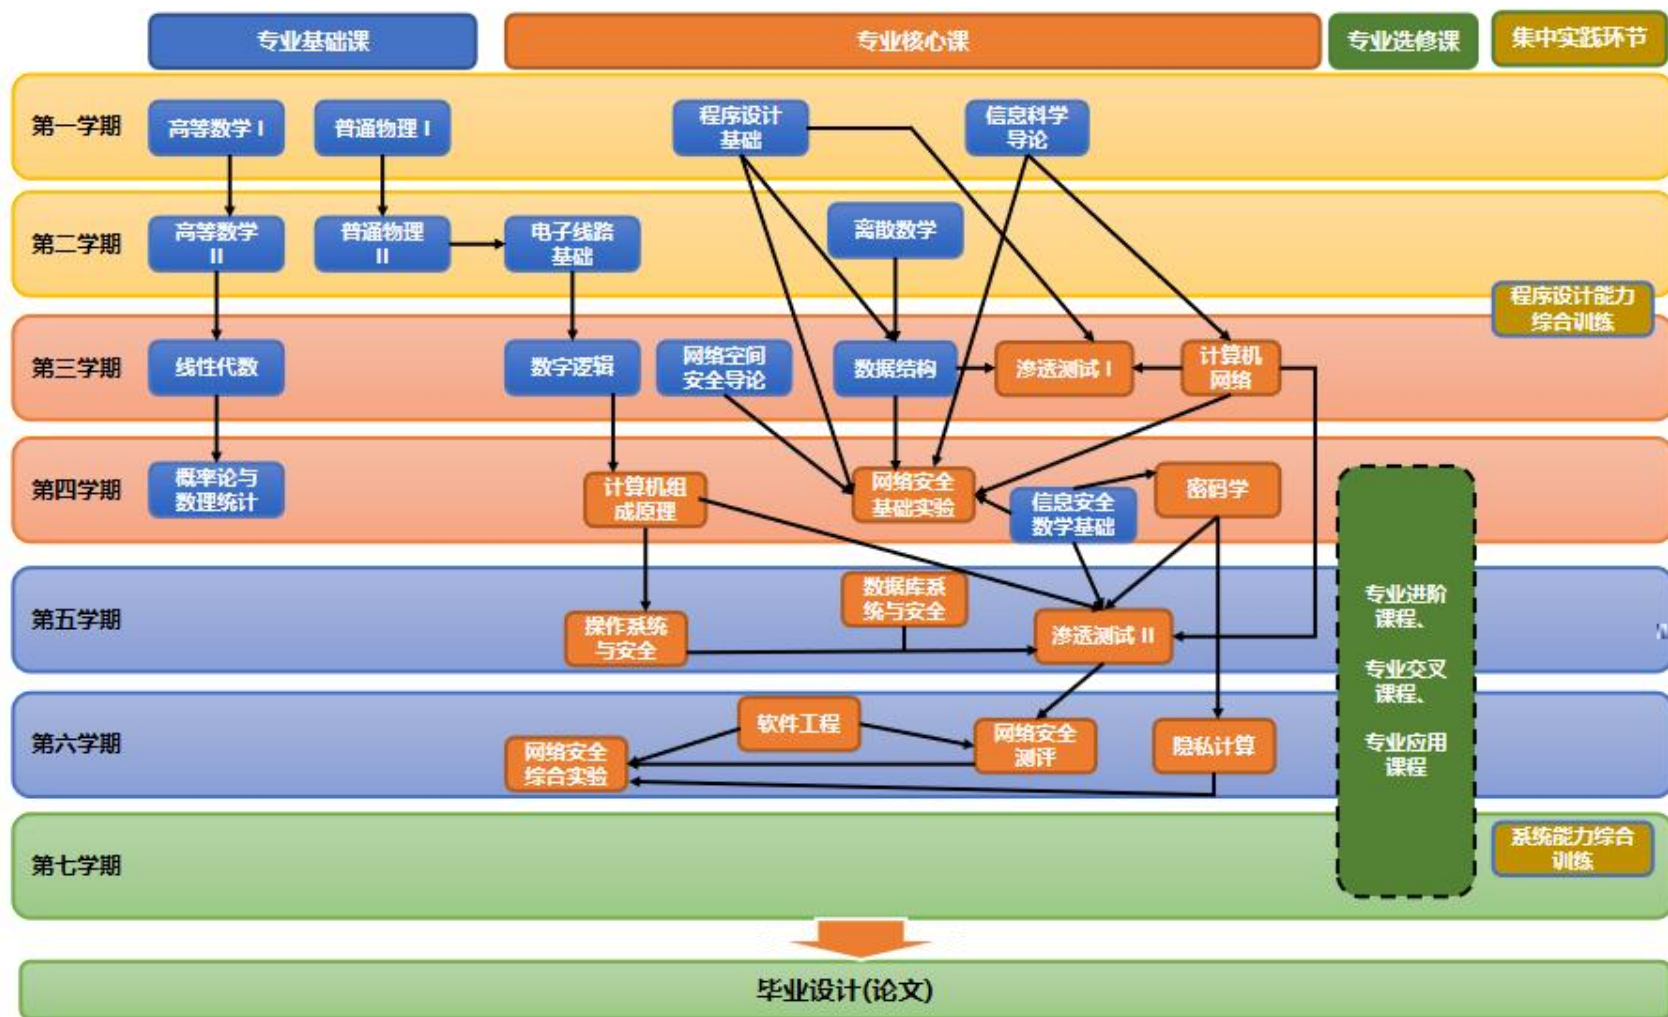 专业基础课
专业核心课
专业选修课
集中实践环节
第一学期
高等数学 I
普通物理 I
程序设计
基础
信息科学
导论
第二学期
高等数学
II
普通物理
II
电子线路
基础
离散数学
程序设计能力
综合训练
第三学期
线性代数
数字逻辑
网络空间
安全导论
数据结构
渗透测试 I
计算机
网络
第四学期
概率论与
数理统计
计算机组
成原理
网络安全
基础实验
信息安全
数学基础
密码学
专业进阶
课程、
专业交叉
课程、
专业应用
课程
第五学期
操作系统
与安全
数据库系
统与安全
渗透测试 II
第六学期
网络安全
综合实验
软件工程
网络安全
测评
隐私计算
第七学期
系统能力综合
训练
毕业设计(论文)